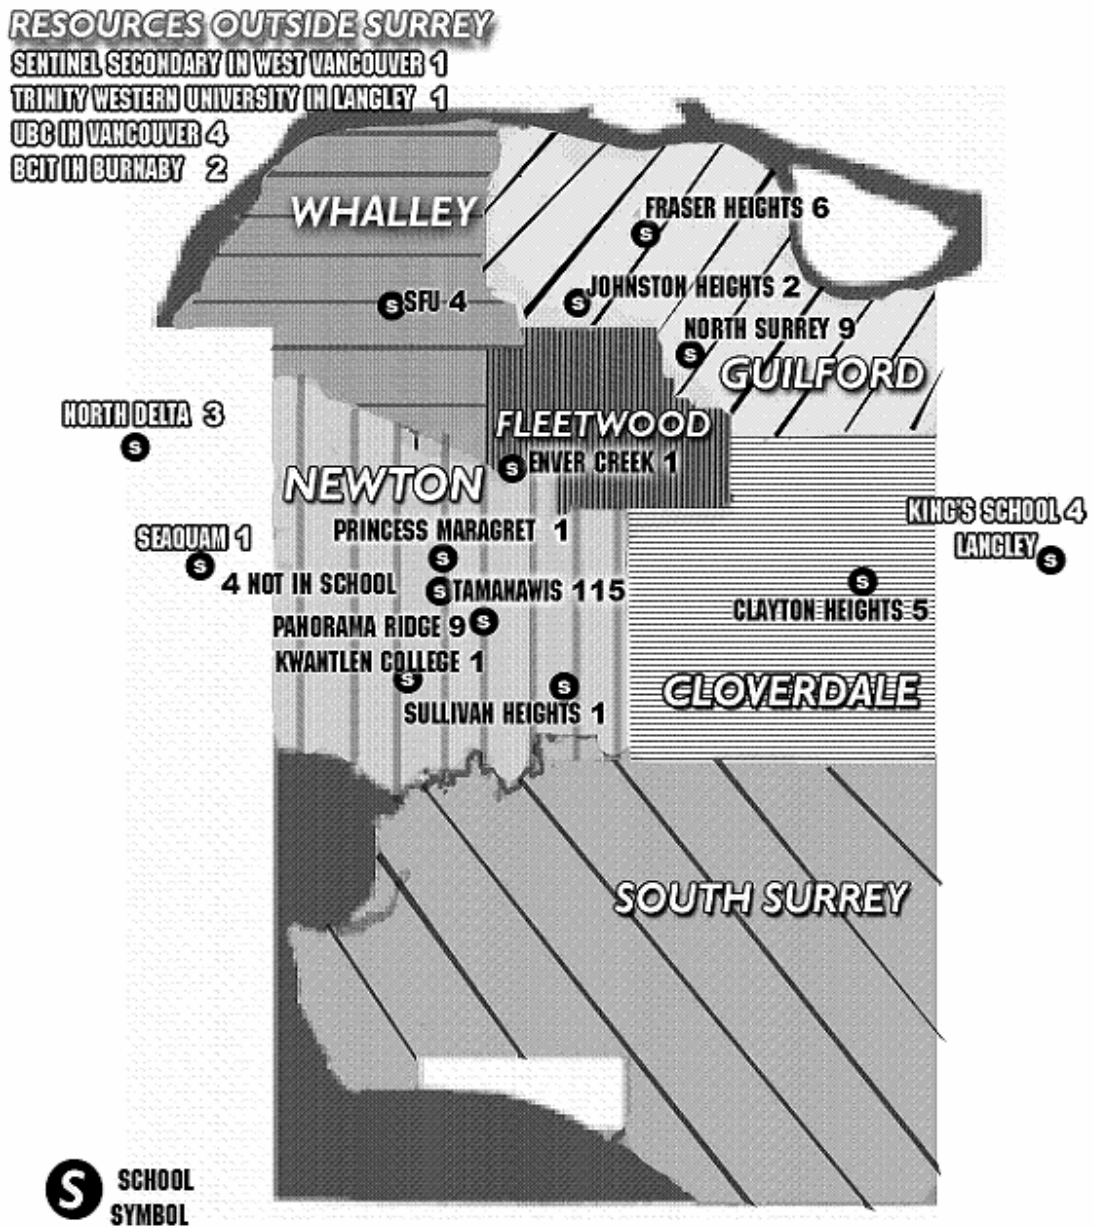 RESOURCES OUTSIDE SURREY
SENTINEL SECONDARY IN WEST VANCOUVER 1
TRINITY WESTERN UNIVERSITY IN LANGLEY 1
UBC IN VANCOUVER 4
BCIT IN BURNABY 2
WHALLEY
FRASER HEIGHTS 6
S
JOHNSTON HEIGHTS 2
S
S SFU 4
NORTH SURREY 9
S
GUILFORD
NORTH DELTA 3
S
FLEETWOOD
S ENVER CREEK 1
NEWTON
KING'S SCHOOL 4
LANGLEY S
PRINCESS MARAGRET 1
S
SEAQUAM 1
S
4 NOT IN SCHOOL
S TAMANAWIS 115
S
CLAYTON HEIGHTS 5
PANORAMA RIDGE 9 S
KWANTLEN COLLEGE 1
S
S
SULLIVAN HEIGHTS 1
CLOVERDALE
SOUTH SURREY
S SCHOOL
SYMBOL